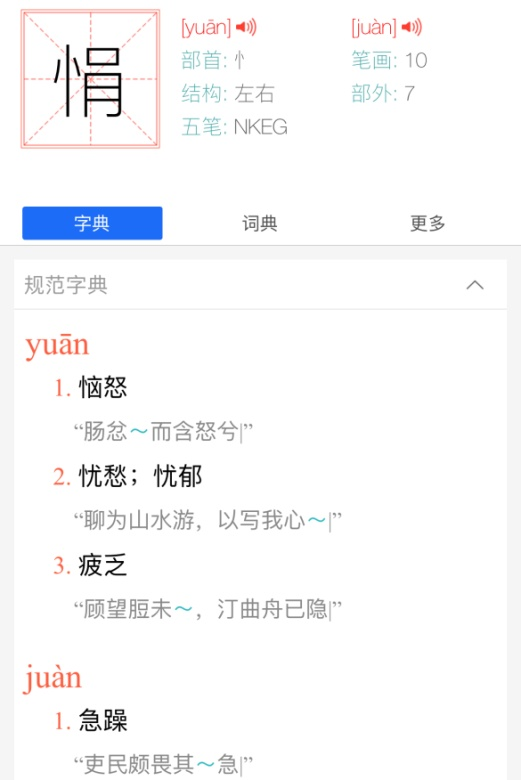 悁
[yuān] [juàn]
部首: 忄 笔画: 10
结构: 左右 部外: 7
五笔: NKEG
字典 词典 更多
规范字典
yuān
1. 恼怒
“肠忿～而含怒兮|”
2. 忧愁；忧郁
“聊为山水游，以写我心～|”
3. 疲乏
“顾望脰未～，汀曲舟已隐|”
juàn
1. 急躁
“吏民颇畏其～急|”